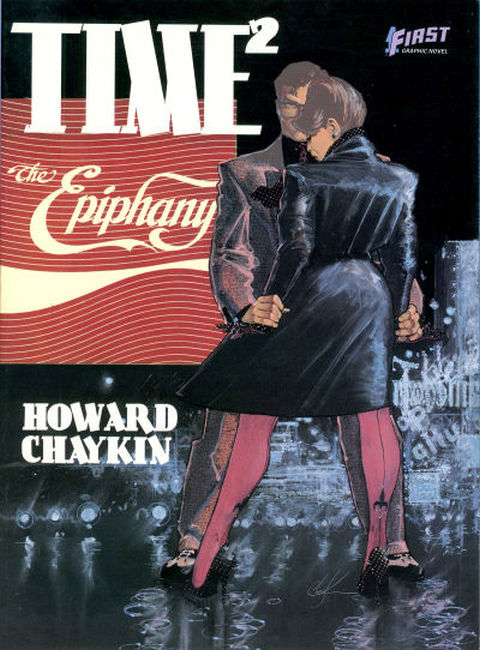 TIME²
FIRST
GRAPHIC NOVEL
The
Epiphany
HOWARD
CHAYKIN